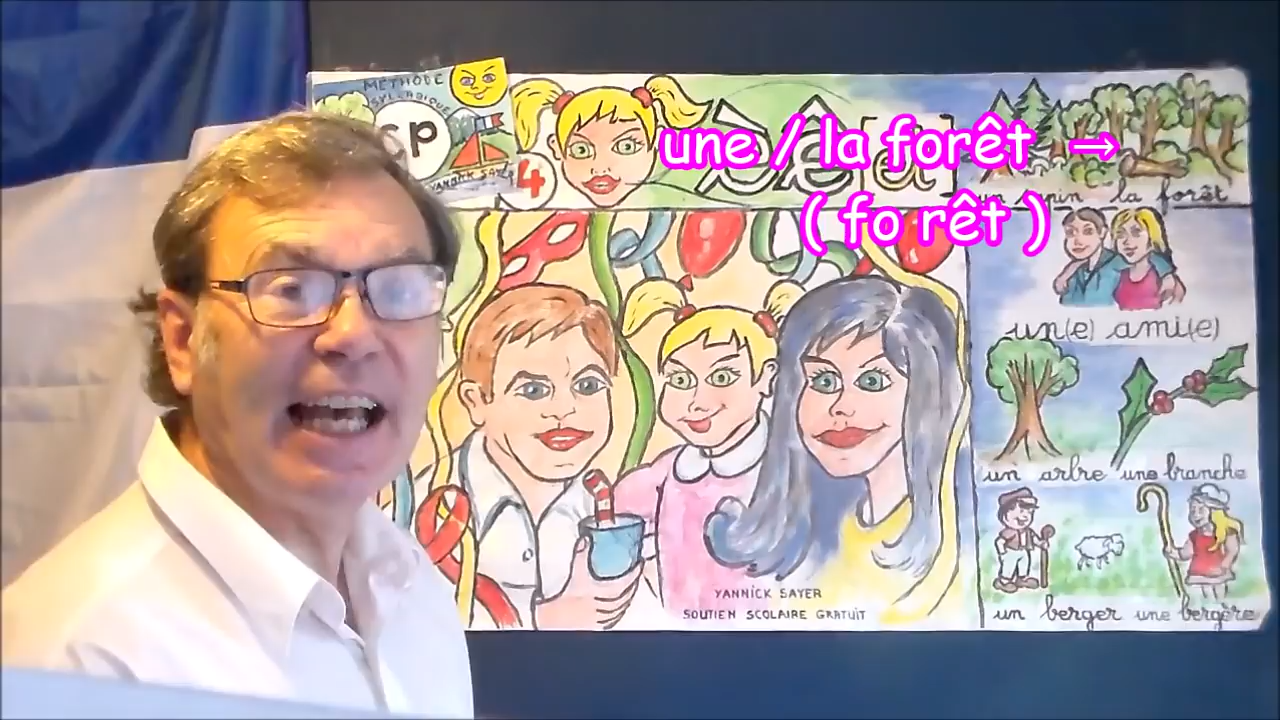 MÉTHODE
SYLLABIQUE
CP
YANNICK SAYER
4
une / la forêt →
( fo rêt )
un pin la forêt
un(e) ami(e)
un arbre une branche
un berger une bergère
YANNICK SAYER
SOUTIEN SCOLAIRE GRATUIT